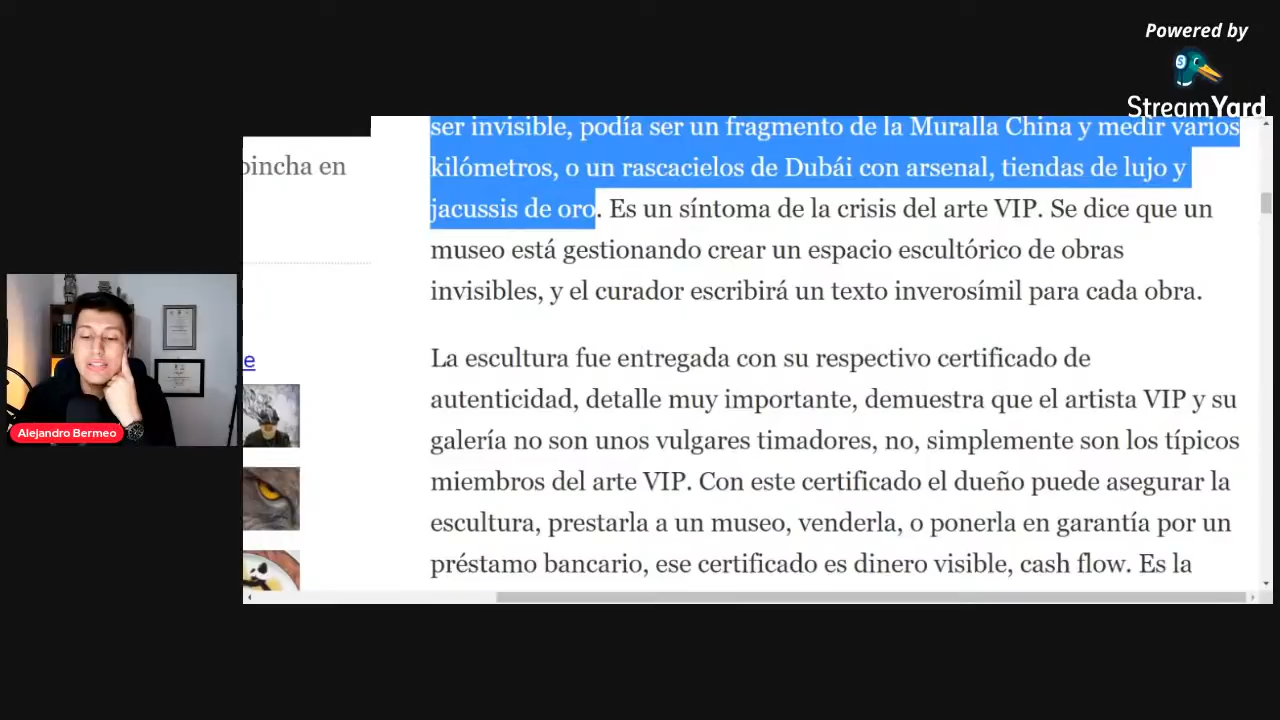 Powered by
StreamYard
pincha en
e
ser invisible, podía ser un fragmento de la Muralla China y medir varios
kilómetros, o un rascacielos de Dubái con arsenal, tiendas de lujo y
jacussis de oro. Es un síntoma de la crisis del arte VIP. Se dice que un
museo está gestionando crear un espacio escultórico de obras
invisibles, y el curador escribirá un texto inverosímil para cada obra.
La escultura fue entregada con su respectivo certificado de
autenticidad, detalle muy importante, demuestra que el artista VIP y su
galería no son unos vulgares timadores, no, simplemente son los típicos
miembros del arte VIP. Con este certificado el dueño puede asegurar la
escultura, prestarla a un museo, venderla, o ponerla en garantía por un
préstamo bancario, ese certificado es dinero visible, cash flow. Es la
Alejandro Bermeo